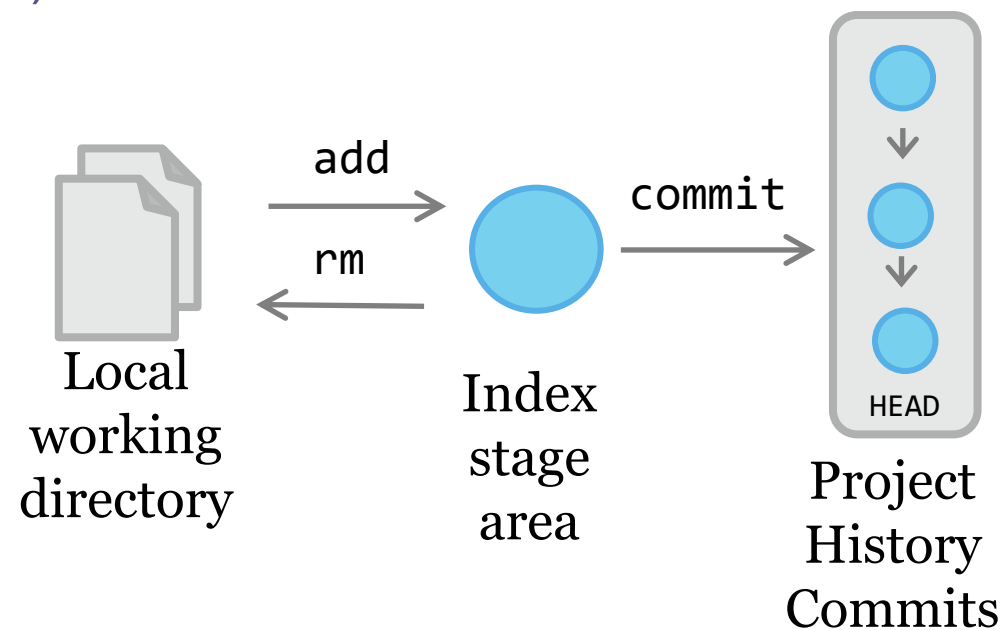 add
rm
commit
HEAD
Local
working
directory
Index
stage
area
Project
History
Commits